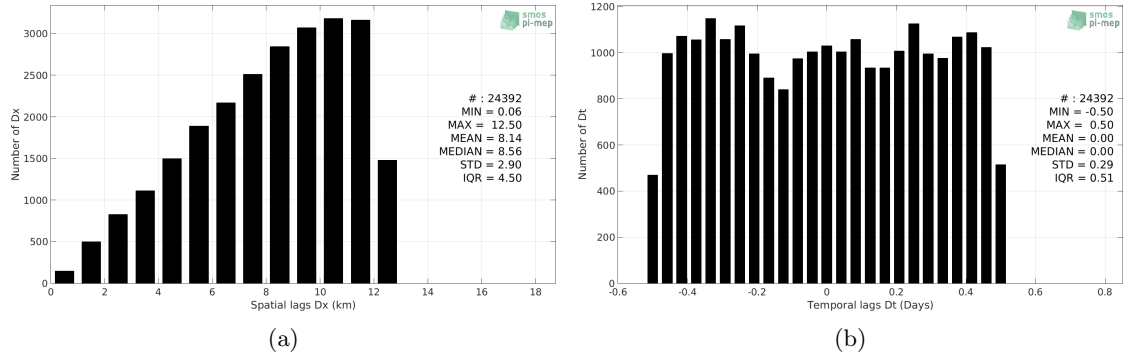 smos
pi-mep
# : 24392
MIN = 0.06
MAX = 12.50
MEAN = 8.14
MEDIAN = 8.56
STD = 2.90
IQR = 4.50
Number of Dx
3000
2500
2000
1500
1000
500
0
0 2 4 6 8 10 12 14 16 18
Spatial lags Dx (km)
(a)
smos
pi-mep
# : 24392
MIN = -0.50
MAX = 0.50
MEAN = 0.00
MEDIAN = 0.00
STD = 0.29
IQR = 0.51
Number of Dt
1200
1000
800
600
400
200
0
-0.6 -0.4 -0.2 0 0.2 0.4 0.6 0.8
Temporal lags Dt (Days)
(b)